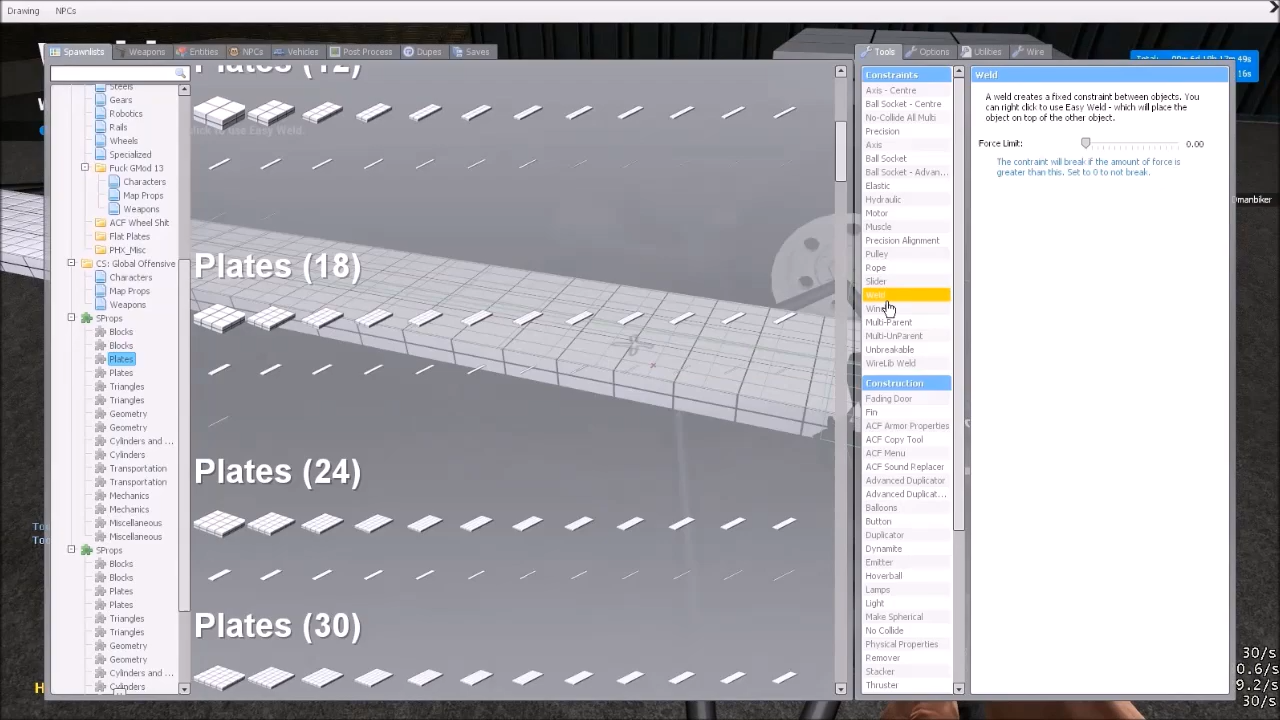 Drawing NPCs
Spawnlists Weapons Entities NPCs Vehicles Post Process Dupes Saves
Steels
Gears
Robotics
Rails
Wheels
Specialized
Fuck GMod 13
Characters
Map Props
Weapons
ACF Wheel Shit
Flat Plates
PHX_Misc
CS: Global Offensive
Characters
Map Props
Weapons
SProps
Blocks
Blocks
Plates
Plates
Triangles
Triangles
Geometry
Geometry
Cylinders and ...
Cylinders
Transportation
Transportation
Mechanics
Mechanics
Miscellaneous
Miscellaneous
SProps
Blocks
Blocks
Plates
Plates
Triangles
Triangles
Geometry
Geometry
Cylinders and ...
Cylinders
Plates (12)
click to use Easy Weld.
Plates (18)
Plates (24)
Plates (30)
Tools Options Utilities Wire
Constraints
Axis - Centre
Ball Socket - Centre
No-Collide All Multi
Precision
Axis
Ball Socket
Ball Socket - Advan...
Elastic
Hydraulic
Motor
Muscle
Precision Alignment
Pulley
Rope
Slider
Weld
Multi-Parent
Multi-UnParent
Unbreakable
WireLib Weld
Construction
Fading Door
Fin
ACF Armor Properties
ACF Copy Tool
ACF Menu
ACF Sound Replacer
Advanced Duplicator
Advanced Duplicat...
Balloons
Button
Duplicator
Dynamite
Emitter
Hoverball
Lamps
Light
Make Spherical
No Collide
Physical Properties
Remover
Stacker
Thruster
Weld
A weld creates a fixed constraint between objects. You
can right click to use Easy Weld - which will place the
object on top of the other object.
Force Limit: 0.00
The contraint will break if the amount of force is
greater than this. Set to 0 to not break.
30/s
0.6/s
9.2/s
30/s